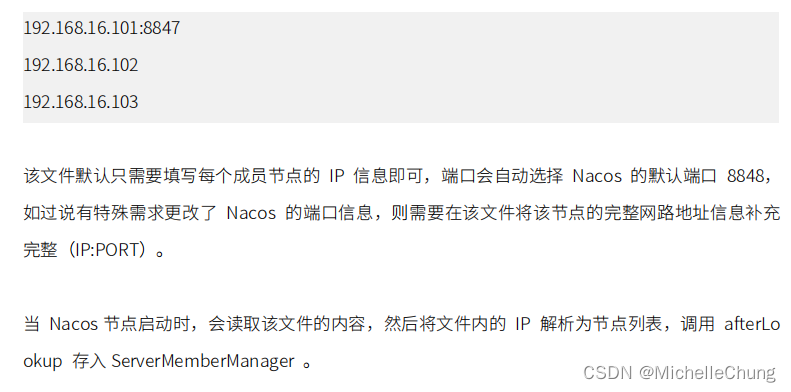 192.168.16.101:8847
192.168.16.102
192.168.16.103
该文件默认只需要填写每个成员节点的 IP 信息即可，端口会自动选择 Nacos 的默认端口 8848，
如过说有特殊需求更改了 Nacos 的端口信息，则需要在该文件将该节点的完整网路地址信息补充
完整（IP:PORT）。
当 Nacos 节点启动时，会读取该文件的内容，然后将文件内的 IP 解析为节点列表，调用 afterLo
okup 存入 ServerMemberManager 。
CSDN @MichelleChung